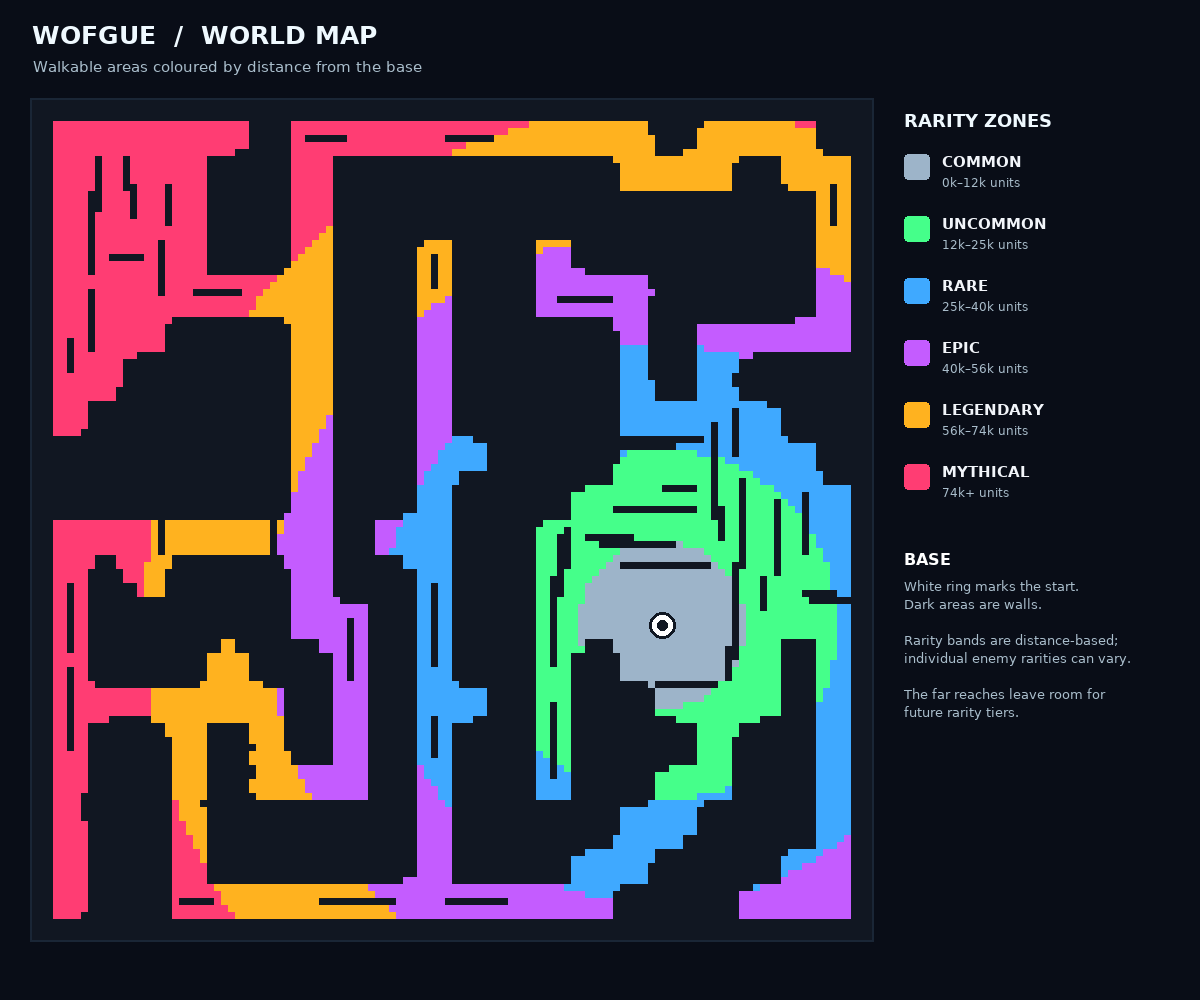 WOFGUE / WORLD MAP
Walkable areas coloured by distance from the base
RARITY ZONES
COMMON
0k–12k units
UNCOMMON
12k–25k units
RARE
25k–40k units
EPIC
40k–56k units
LEGENDARY
56k–74k units
MYTHICAL
74k+ units
BASE
White ring marks the start.
Dark areas are walls.
Rarity bands are distance-based;
individual enemy rarities can vary.
The far reaches leave room for
future rarity tiers.